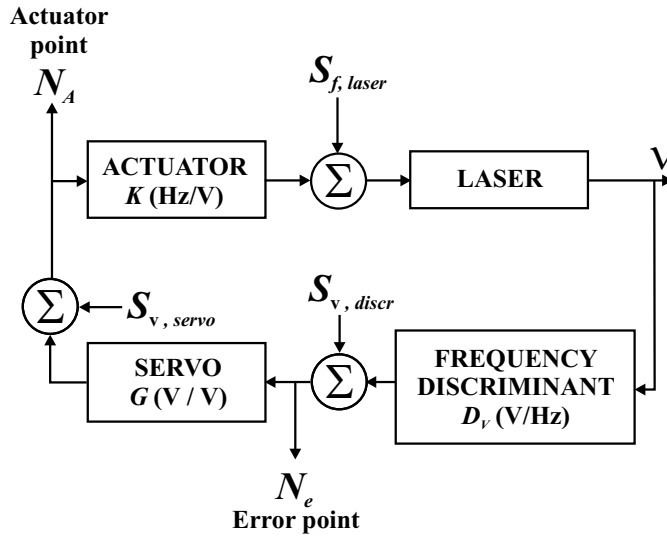 Actuator
point
N_A
S_f, laser
ACTUATOR
K (Hz/V)
Σ
LASER
ν
Σ
S_v, servo
S_v, discr
SERVO
G (V / V)
Σ
FREQUENCY
DISCRIMINANT
D_ν (V/Hz)
N_e
Error point